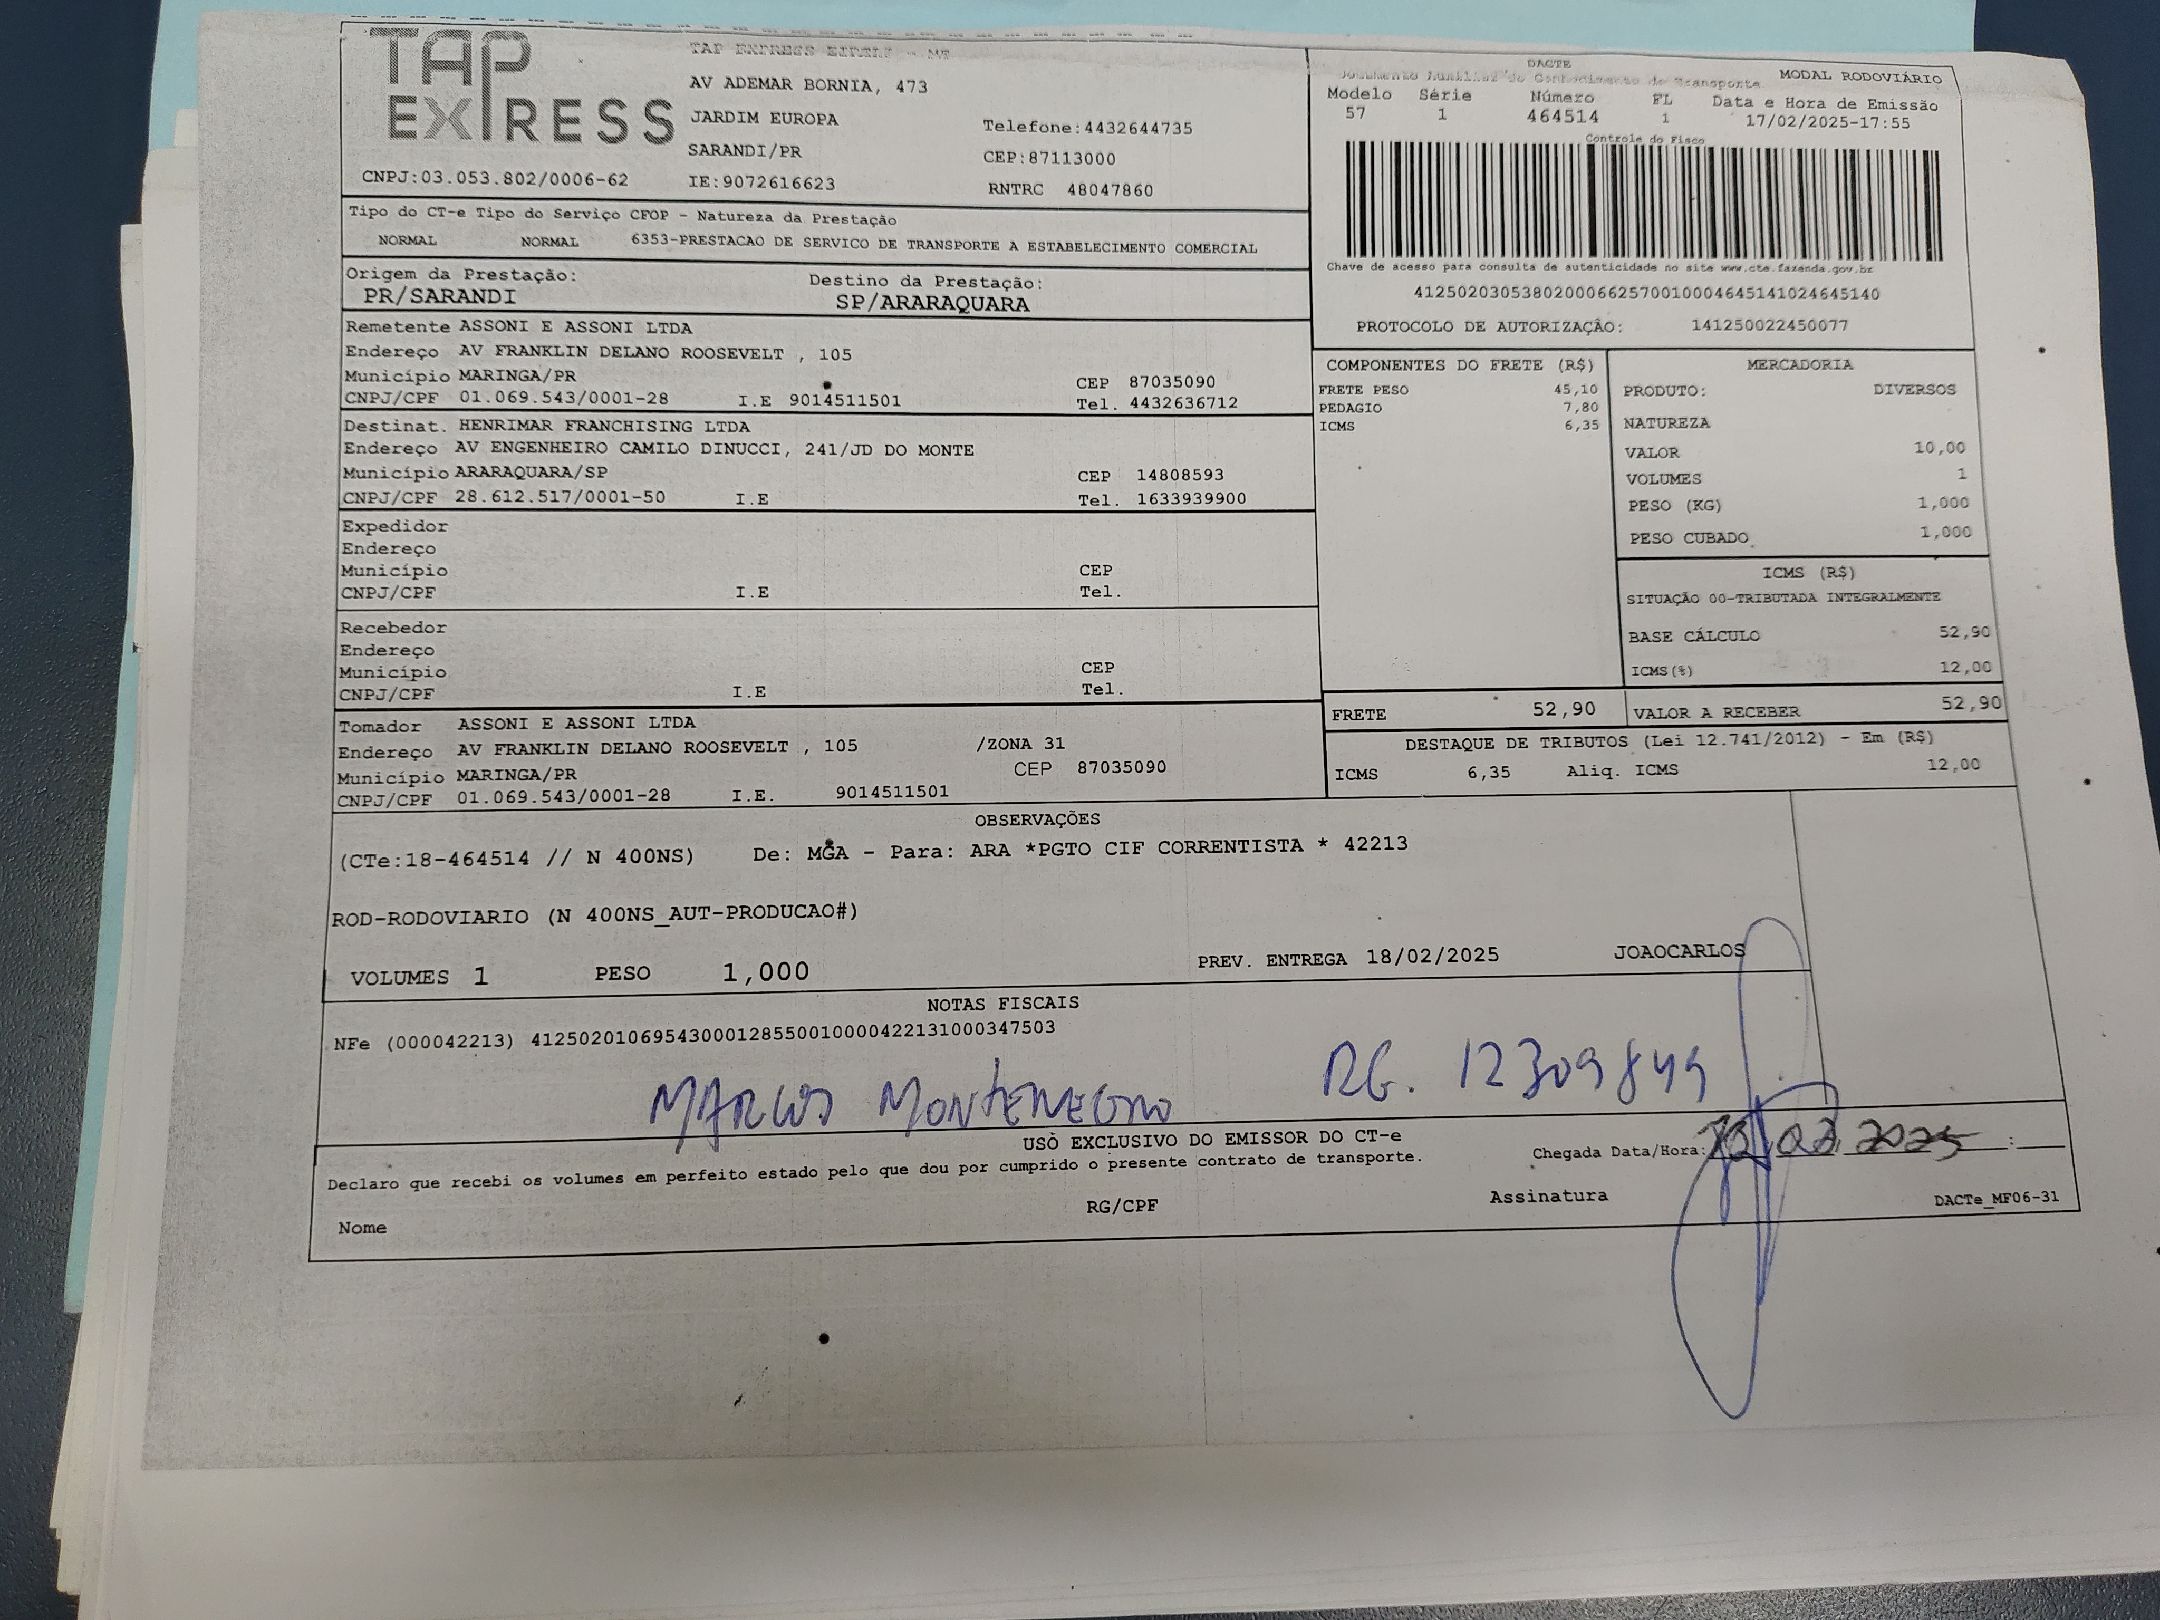 TAP EXPRESS
TAP EXPRESS EIRELI - ME
AV ADEMAR BORNIA, 473
JARDIM EUROPA
Telefone:4432644735
SARANDI/PR
CEP:87113000
CNPJ:03.053.802/0006-62
IE:9072616623
RNTRC 48047860
DACTE
Documento Auxiliar do Conhecimento de Transporte
MODAL RODOVIÁRIO
Modelo Série Número FL Data e Hora de Emissão
57 1 464514 1 17/02/2025-17:55
Controle do Fisco
Chave de acesso para consulta de autenticidade no site www.cte.fazenda.gov.br
41250203053802000662570010004645141024645140
PROTOCOLO DE AUTORIZAÇÃO: 141250022450077
Tipo do CT-e Tipo do Serviço CFOP - Natureza da Prestação
NORMAL NORMAL 6353-PRESTACAO DE SERVICO DE TRANSPORTE A ESTABELECIMENTO COMERCIAL
Origem da Prestação: Destino da Prestação:
PR/SARANDI SP/ARARAQUARA
Remetente ASSONI E ASSONI LTDA
Endereço AV FRANKLIN DELANO ROOSEVELT , 105
Município MARINGA/PR CEP 87035090
CNPJ/CPF 01.069.543/0001-28 I.E 9014511501 Tel. 4432636712
Destinat. HENRIMAR FRANCHISING LTDA
Endereço AV ENGENHEIRO CAMILO DINUCCI, 241/JD DO MONTE
Município ARARAQUARA/SP CEP 14808593
CNPJ/CPF 28.612.517/0001-50 I.E Tel. 1633939900
Expedidor
Endereço
Município CEP
CNPJ/CPF I.E Tel.
Recebedor
Endereço
Município CEP
CNPJ/CPF I.E Tel.
Tomador ASSONI E ASSONI LTDA
Endereço AV FRANKLIN DELANO ROOSEVELT , 105 /ZONA 31
Município MARINGA/PR CEP 87035090
CNPJ/CPF 01.069.543/0001-28 I.E. 9014511501
COMPONENTES DO FRETE (R$)
FRETE PESO 45,10
PEDAGIO 7,80
ICMS 6,35
MERCADORIA
PRODUTO: DIVERSOS
NATUREZA
VALOR 10,00
VOLUMES 1
PESO (KG) 1,000
PESO CUBADO 1,000
ICMS (R$)
SITUAÇÃO 00-TRIBUTADA INTEGRALMENTE
BASE CÁLCULO 52,90
ICMS(%) 12,00
FRETE 52,90 VALOR A RECEBER 52,90
DESTAQUE DE TRIBUTOS (Lei 12.741/2012) - Em (R$)
ICMS 6,35 Aliq. ICMS 12,00
OBSERVAÇÕES
(CTe:18-464514 // N 400NS) De: MGA - Para: ARA *PGTO CIF CORRENTISTA * 42213
ROD-RODOVIARIO (N 400NS_AUT-PRODUCAO#)
VOLUMES 1 PESO 1,000 PREV. ENTREGA 18/02/2025 JOAOCARLOS
NOTAS FISCAIS
NFe (000042213) 41250201069543000128550010000422131000347503
MARCOS MONTENEGRO RG. 12309849
USO EXCLUSIVO DO EMISSOR DO CT-e
Declaro que recebi os volumes em perfeito estado pelo que dou por cumprido o presente contrato de transporte.
Chegada Data/Hora: 02 2025 :
Nome RG/CPF Assinatura DACTe_MF06-31